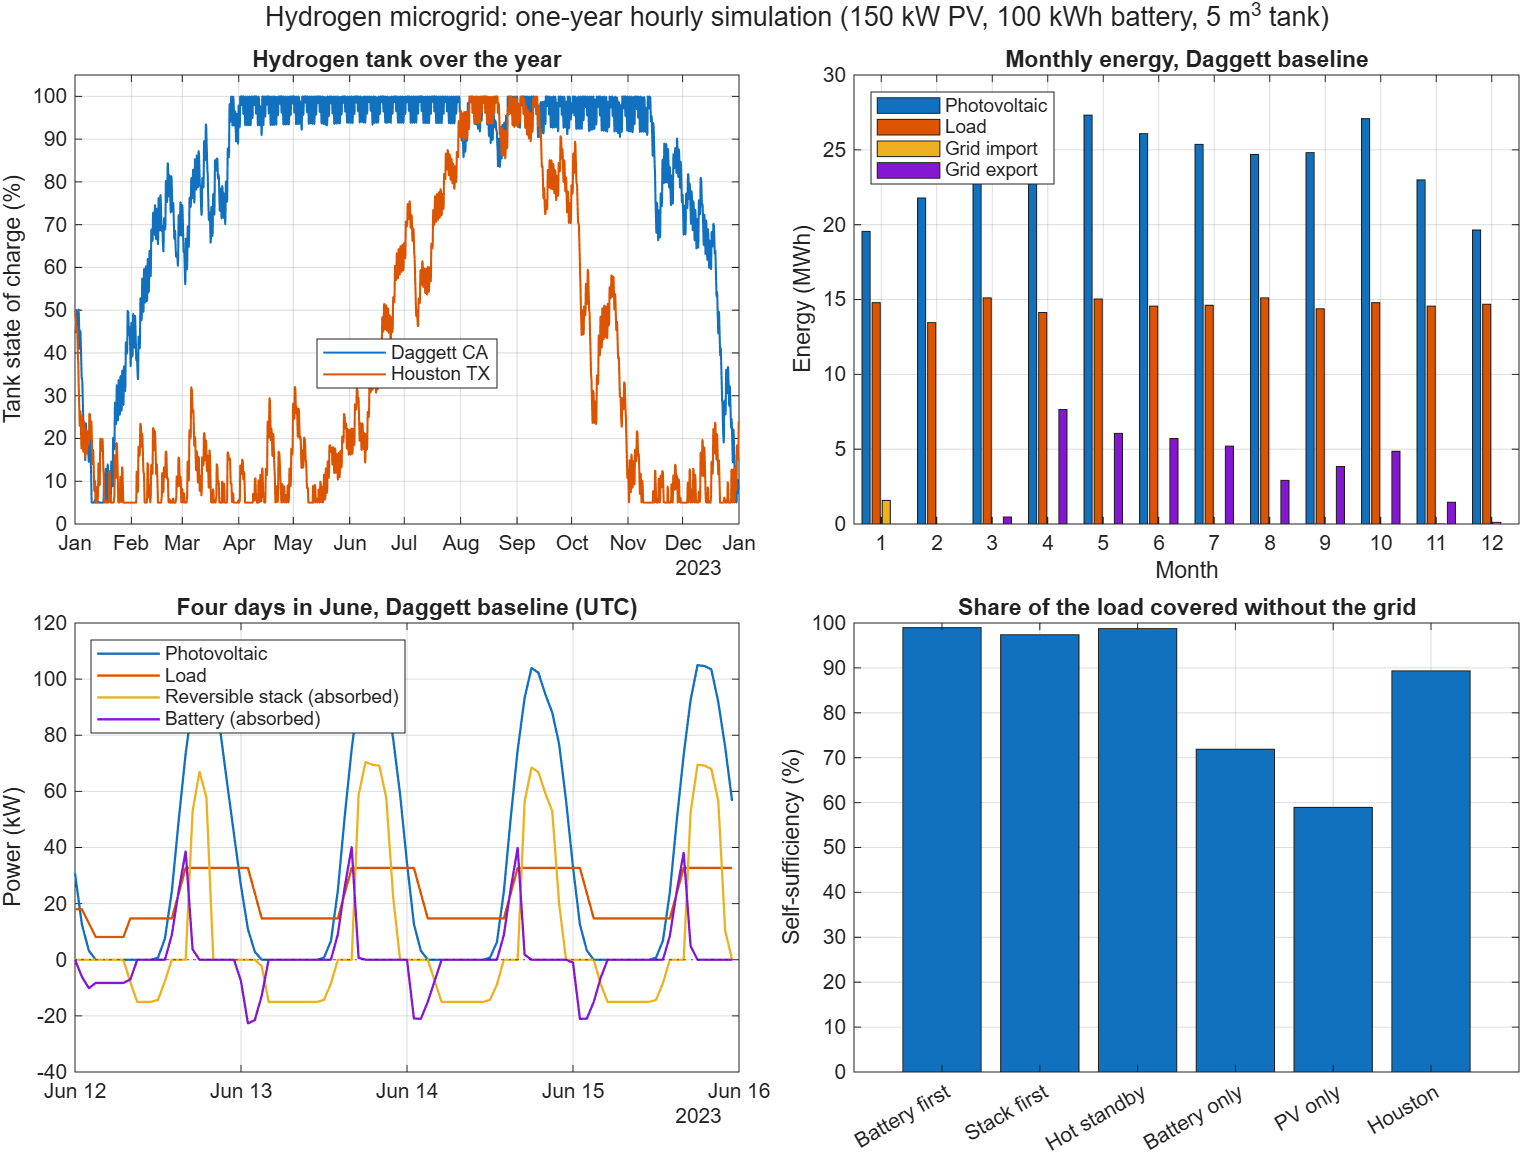 Hydrogen microgrid: one-year hourly simulation (150 kW PV, 100 kWh battery, 5 m³ tank)
Hydrogen tank over the year
Tank state of charge (%)
100
90
80
70
60
50
40
30
20
10
0
Daggett CA
Houston TX
Jan Feb Mar Apr May Jun Jul Aug Sep Oct Nov Dec Jan
2023
Monthly energy, Daggett baseline
Energy (MWh)
30
25
20
15
10
5
0
Photovoltaic
Load
Grid import
Grid export
1 2 3 4 5 6 7 8 9 10 11 12
Month
Four days in June, Daggett baseline (UTC)
Power (kW)
120
100
80
60
40
20
0
-20
-40
Photovoltaic
Load
Reversible stack (absorbed)
Battery (absorbed)
Jun 12 Jun 13 Jun 14 Jun 15 Jun 16
2023
Share of the load covered without the grid
Self-sufficiency (%)
100
90
80
70
60
50
40
30
20
10
0
Battery first
Stack first
Hot standby
Battery only
PV only
Houston